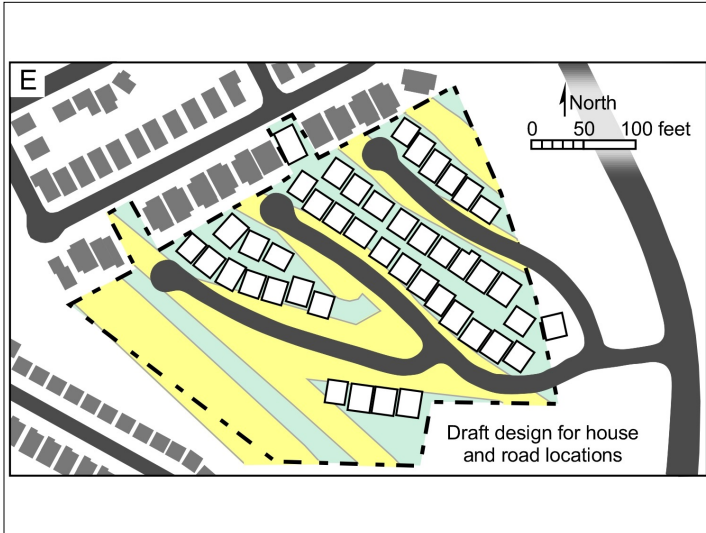 E
North
0 50 100 feet
Draft design for house
and road locations